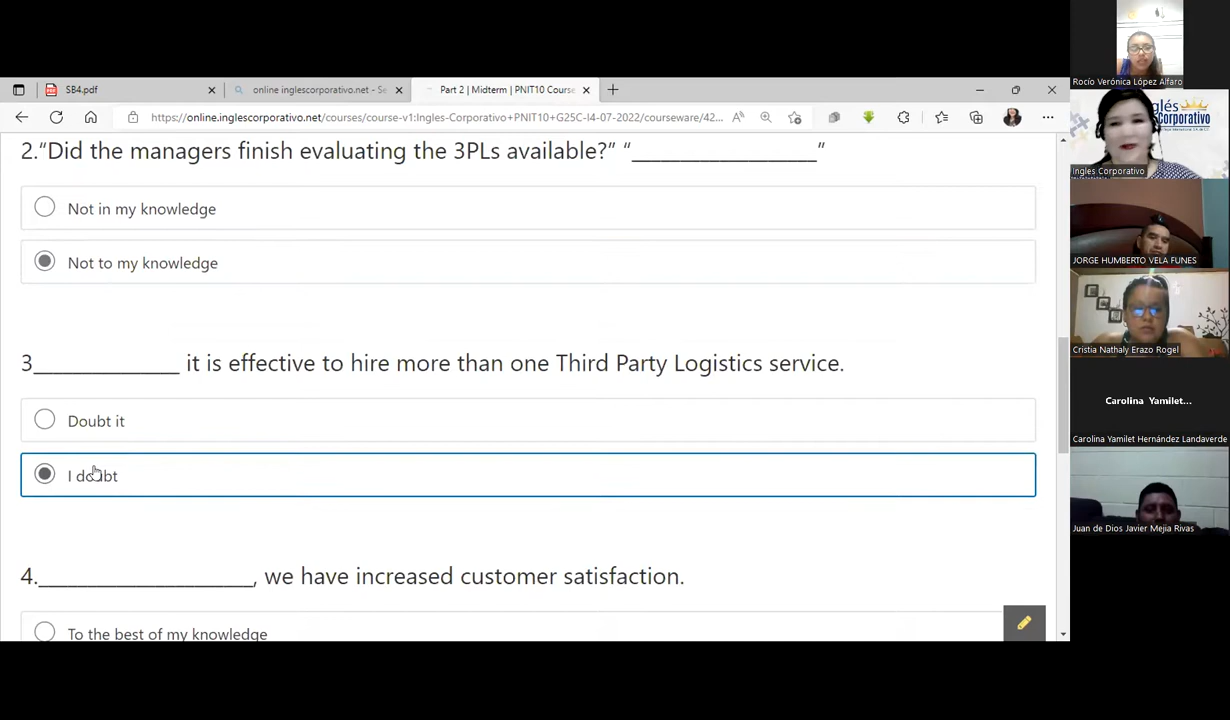 Rocío Verónica López Alfaro
SB4.pdf
online inglescorporativo.net - Se
Part 2 | Midterm | PNIT10 Course
https://online.inglescorporativo.net/courses/course-v1:Ingles-Corporativo+PNIT10+G25C-I4-07-2022/courseware/42...
Inglés
Corporativo
Ingles Corporativo
2."Did the managers finish evaluating the 3PLs available?" "__________________"
Not in my knowledge
Not to my knowledge
JORGE HUMBERTO VELA FUNES
3______________ it is effective to hire more than one Third Party Logistics service.
Cristia Nathaly Erazo Rogel
Doubt it
Carolina Yamilet...
Carolina Yamilet Hernández Landaverde
I doubt
Juan de Dios Javier Mejia Rivas
4._____________________, we have increased customer satisfaction.
To the best of my knowledge